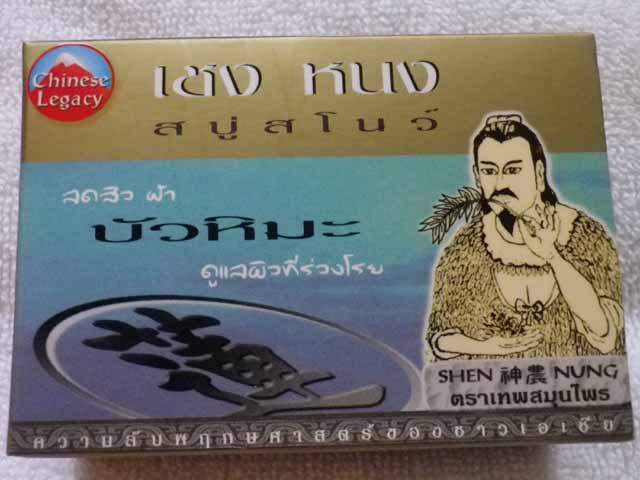 Chinese
Legacy
เชง หนง
สบู่สโนว์
ลดสิว ฝ้า
บัวหิมะ
ดูแลผิวที่ร่วงโรย
SHEN 神農 NUNG
ตราเทพสมุนไพร
ความลับพฤกษศาสตร์ของชาวเอเซีย